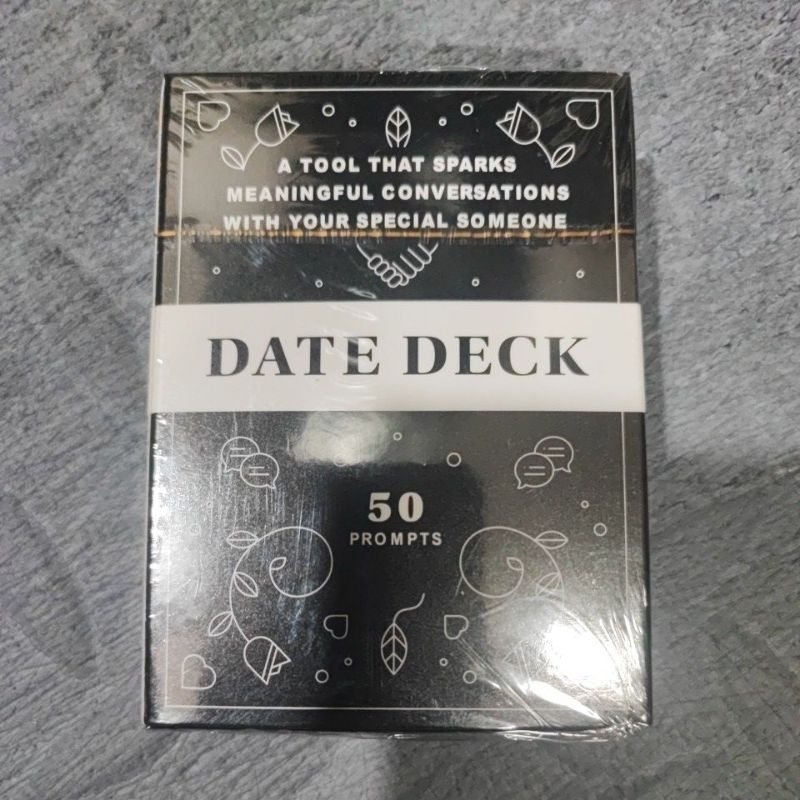 A TOOL THAT SPARKS
MEANINGFUL CONVERSATIONS
WITH YOUR SPECIAL SOMEONE
DATE DECK
50
PROMPTS